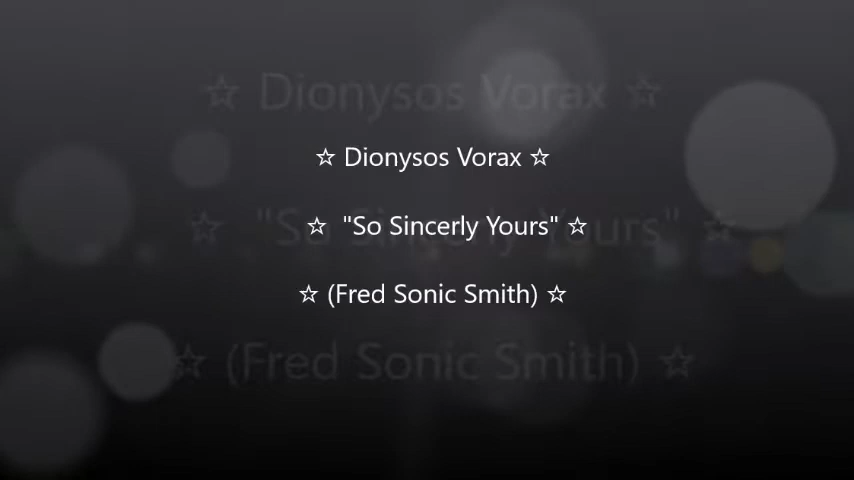 ☆ Dionysos Vorax ☆
☆ "So Sincerly Yours" ☆
☆ (Fred Sonic Smith) ☆